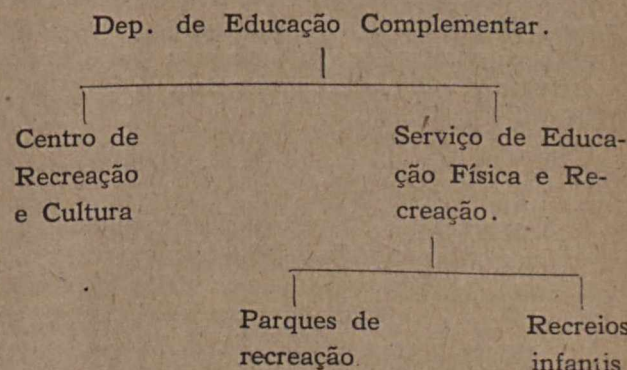 Dep. de Educação Complementar.
Centro de
Recreação
e Cultura
Serviço de Educa-
ção Física e Re-
creação.
Parques de
recreação.
Recreios
infantis